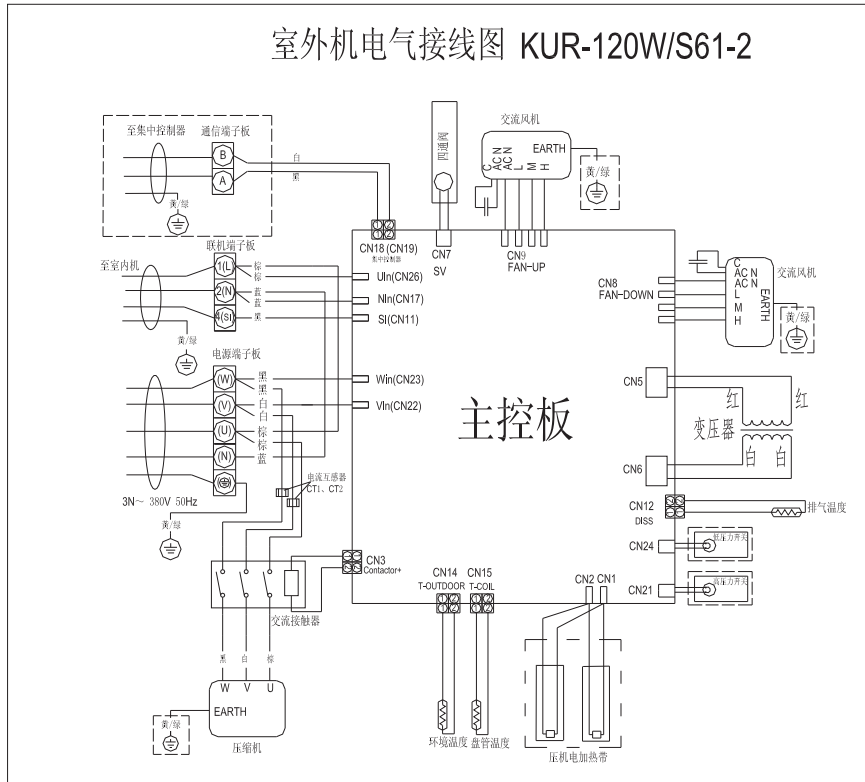 室外机电气接线图 KUR-120W/S61-2
至集中控制器 通信端子板
B
A
白
黑
黄/绿
四通阀
交流风机
C
AC N
AC N
L
M
H
EARTH
黄/绿
CN18 (CN19)
集中控制器
CN7
SV
CN9
FAN-UP
联机端子板
至室内机
1(L)
2(N)
4(SI)
棕
棕
蓝
蓝
黑
黄/绿
UIn(CN26)
NIn(CN17)
SI(CN11)
CN8
FAN-DOWN
C
AC N
AC N
L
M
H
EARTH
交流风机
黄/绿
电源端子板
(W)
(V)
(U)
(N)
黑
黑
白
白
棕
棕
蓝
Win(CN23)
VIn(CN22)
主控板
CN5
红
红
变压器
白
白
CN6
电流互感器
CT1、CT2
3N～ 380V 50Hz
黄/绿
CN12
DISS
1
2
排气温度
CN24
低压力开关
CN21
高压力开关
CN3
Contactor+
交流接触器
CN14
T-OUTDOOR
1
2
CN15
T-COIL
1
2
CN2
CN1
黑
白
棕
W
V
U
EARTH
黄/绿
压缩机
环境温度
盘管温度
压机电加热带